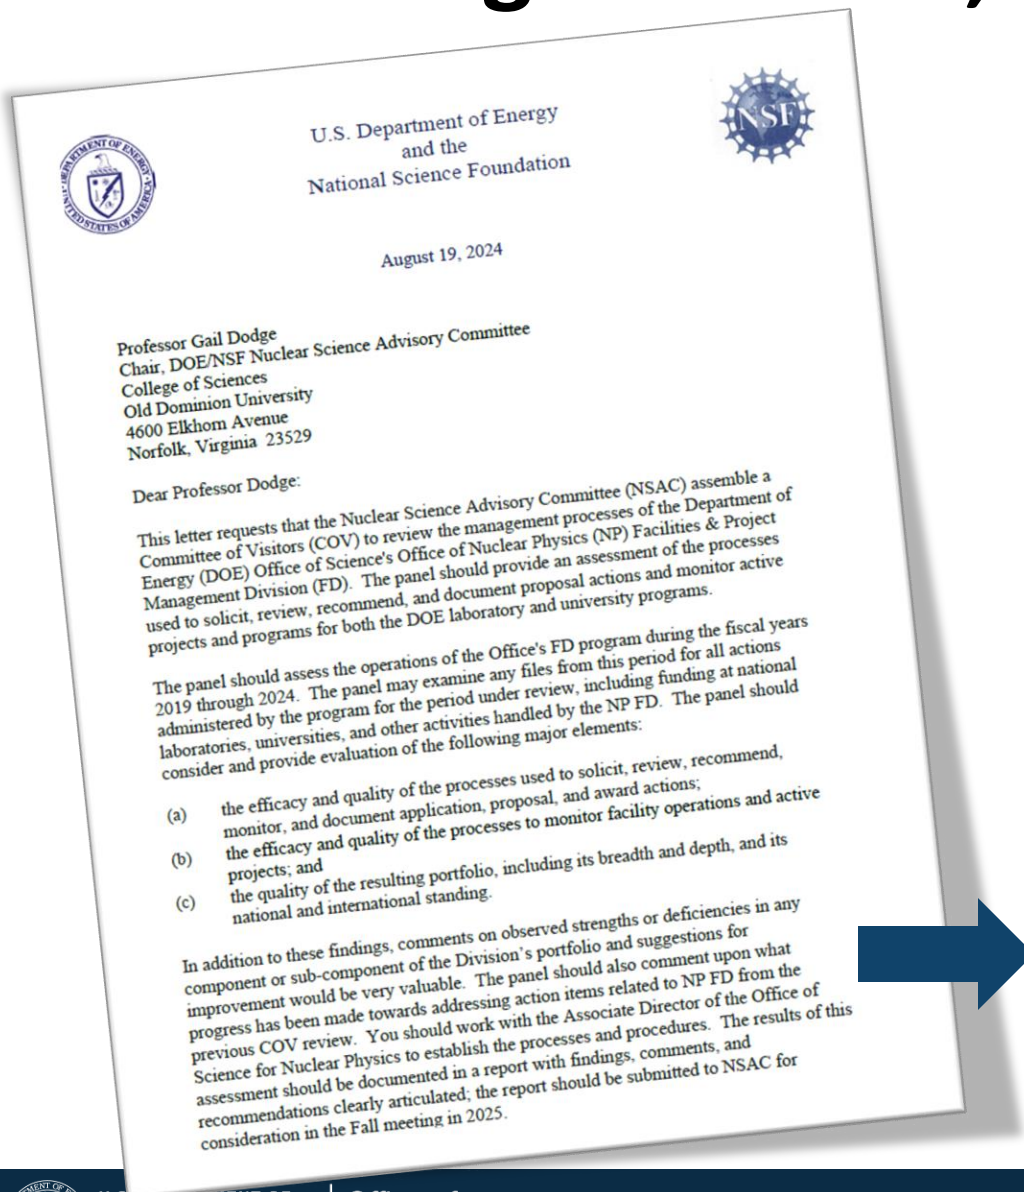 U.S. Department of Energy
and the
National Science Foundation
NSF
DEPARTMENT OF ENERGY
UNITED STATES OF AMERICA
August 19, 2024
Professor Gail Dodge
Chair, DOE/NSF Nuclear Science Advisory Committee
College of Sciences
Old Dominion University
4600 Elkhorn Avenue
Norfolk, Virginia 23529
Dear Professor Dodge:
This letter requests that the Nuclear Science Advisory Committee (NSAC) assemble a
Committee of Visitors (COV) to review the management processes of the Department of
Energy (DOE) Office of Science's Office of Nuclear Physics (NP) Facilities & Project
Management Division (FD). The panel should provide an assessment of the processes
used to solicit, review, recommend, and document proposal actions and monitor active
projects and programs for both the DOE laboratory and university programs.
The panel should assess the operations of the Office's FD program during the fiscal years
2019 through 2024. The panel may examine any files from this period for all actions
administered by the program for the period under review, including funding at national
laboratories, universities, and other activities handled by the NP FD. The panel should
consider and provide evaluation of the following major elements:
(a) the efficacy and quality of the processes used to solicit, review, recommend,
monitor, and document application, proposal, and award actions;
(b) the efficacy and quality of the processes to monitor facility operations and active
projects; and
(c) the quality of the resulting portfolio, including its breadth and depth, and its
national and international standing.
In addition to these findings, comments on observed strengths or deficiencies in any
component or sub-component of the Division's portfolio and suggestions for
improvement would be very valuable. The panel should also comment upon what
progress has been made towards addressing action items related to NP FD from the
previous COV review. You should work with the Associate Director of the Office of
Science for Nuclear Physics to establish the processes and procedures. The results of this
assessment should be documented in a report with findings, comments, and
recommendations clearly articulated; the report should be submitted to NSAC for
consideration in the Fall meeting in 2025.